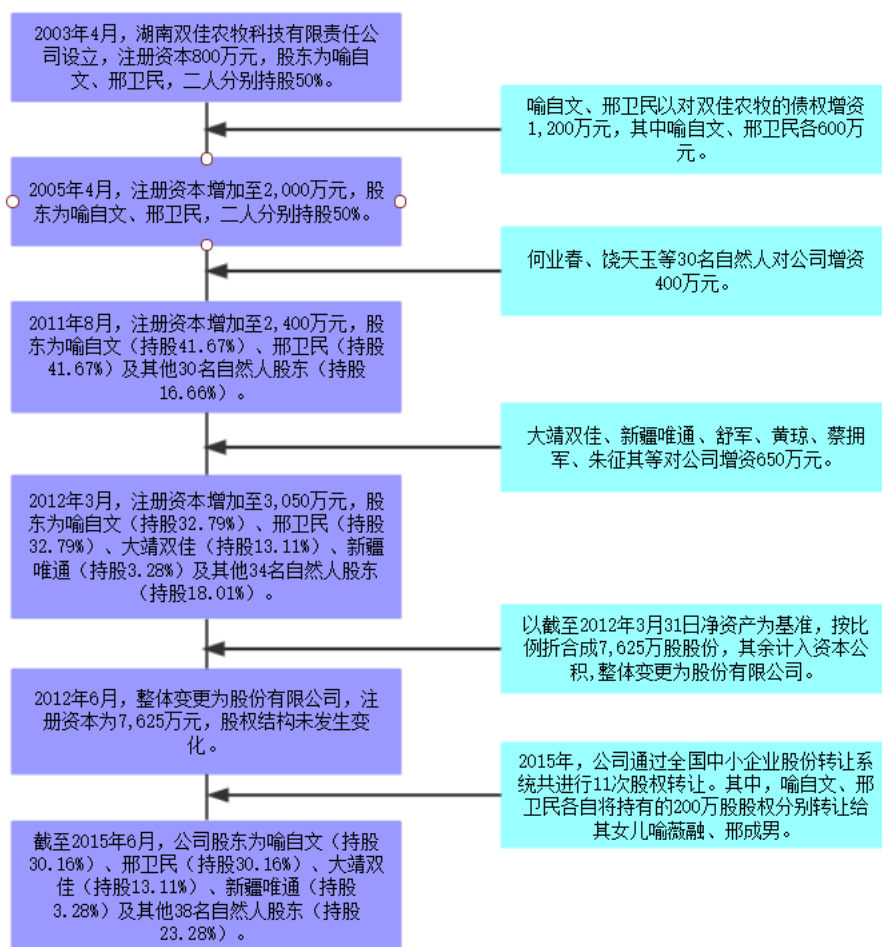 2003年4月，湖南双佳农牧科技有限责任公
司设立，注册资本800万元，股东为喻自
文、邢卫民，二人分别持股50%。
喻自文、邢卫民以对双佳农牧的债权增资
1,200万元，其中喻自文、邢卫民各600万
元。
2005年4月，注册资本增加至2,000万元，股
东为喻自文、邢卫民，二人分别持股50%。
何业春、饶天玉等30名自然人对公司增资
400万元。
2011年8月，注册资本增加至2,400万元，股
东为喻自文（持股41.67%）、邢卫民（持股
41.67%）及其他30名自然人股东（持股
16.66%）。
大靖双佳、新疆唯通、舒军、黄琼、蔡拥
军、朱征其等对公司增资650万元。
2012年3月，注册资本增加至3,050万元，股
东为喻自文（持股32.79%）、邢卫民（持股
32.79%）、大靖双佳（持股13.11%）、新疆
唯通（持股3.28%）及其他34名自然人股东
（持股18.01%）。
以截至2012年3月31日净资产为基准，按比
例折合成7,625万股股份，其余计入资本公
积,整体变更为股份有限公司。
2012年6月，整体变更为股份有限公司，注
册资本为7,625万元，股权结构未发生变
化。
2015年，公司通过全国中小企业股份转让系
统共进行11次股权转让。其中，喻自文、邢
卫民各自将持有的200万股股权分别转让给
其女儿喻薇融、邢成男。
截至2015年6月，公司股东为喻自文（持股
30.16%）、邢卫民（持股30.16%）、大靖双
佳（持股13.11%）、新疆唯通（持股
3.28%）及其他38名自然人股东（持股
23.28%）。